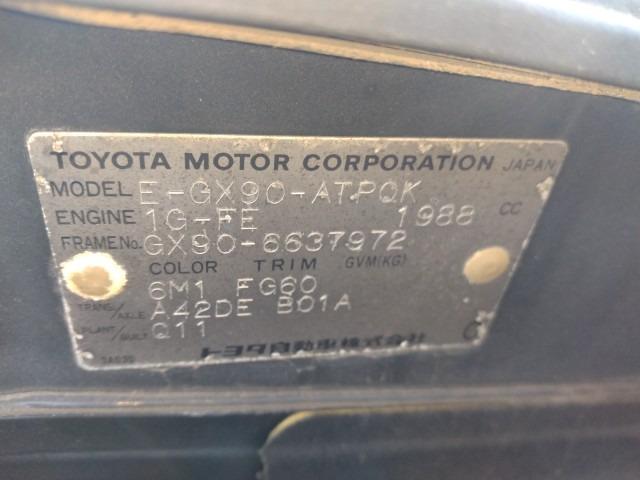 TOYOTA MOTOR CORPORATION JAPAN
MODEL E-GX90-ATPQK
ENGINE 1G-FE 1988 CC
FRAME No. GX90-6637972
COLOR TRIM GVM(KG)
6M1 FG60
TRANS/AXLE A42DE B01A
PLANT/BUILT Q11
トヨタ自動車株式会社 C